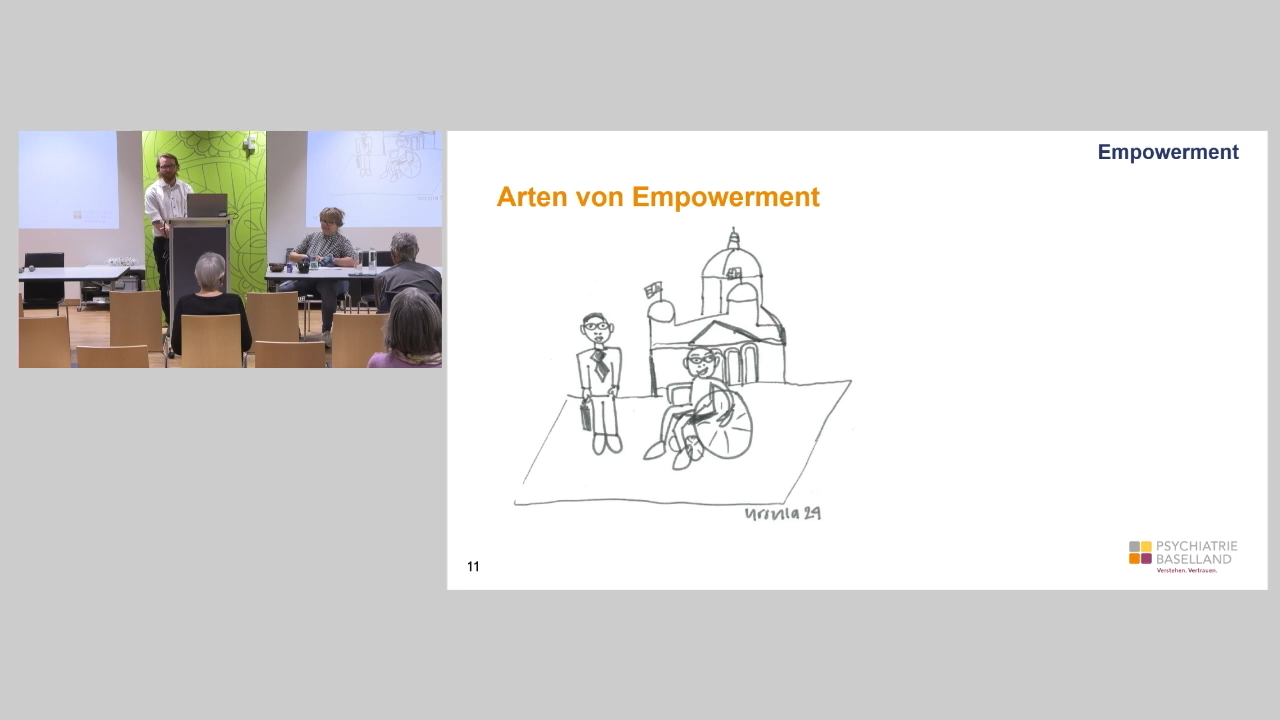 Empowerment
Arten von Empowerment
Ursula 24
11
PSYCHIATRIE
BASELLAND
Verstehen. Vertrauen.